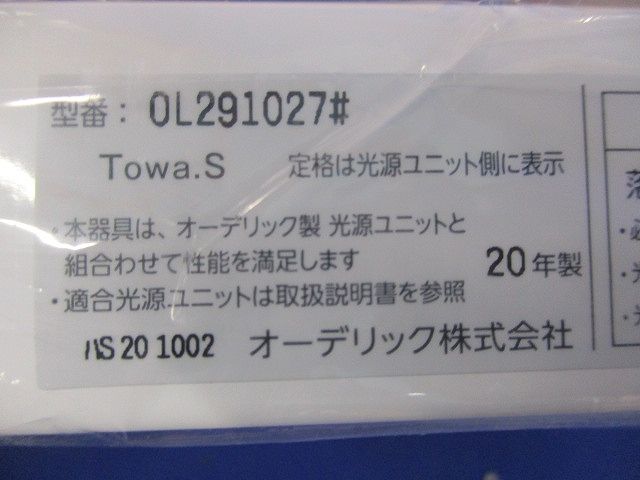 型番： OL291027#
Towa.S 定格は光源ユニット側に表示
・本器具は、オーデリック製 光源ユニットと
組合わせて性能を満足します
20年製
・適合光源ユニットは取扱説明書を参照
ハS 20 1002 オーデリック株式会社